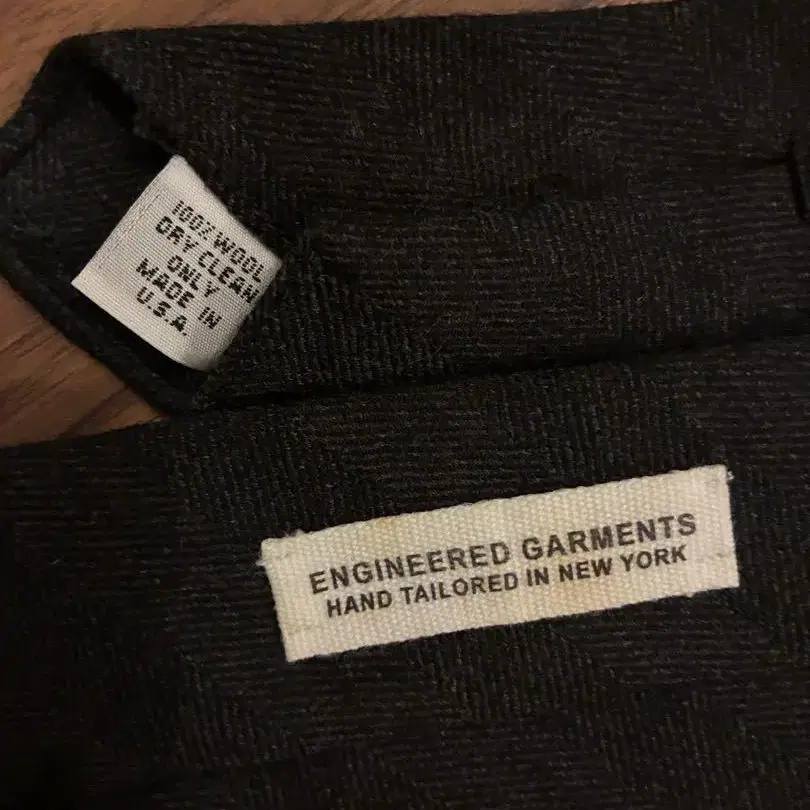 100% WOOL
DRY CLEAN
ONLY
MADE IN
U.S.A.
ENGINEERED GARMENTS
HAND TAILORED IN NEW YORK